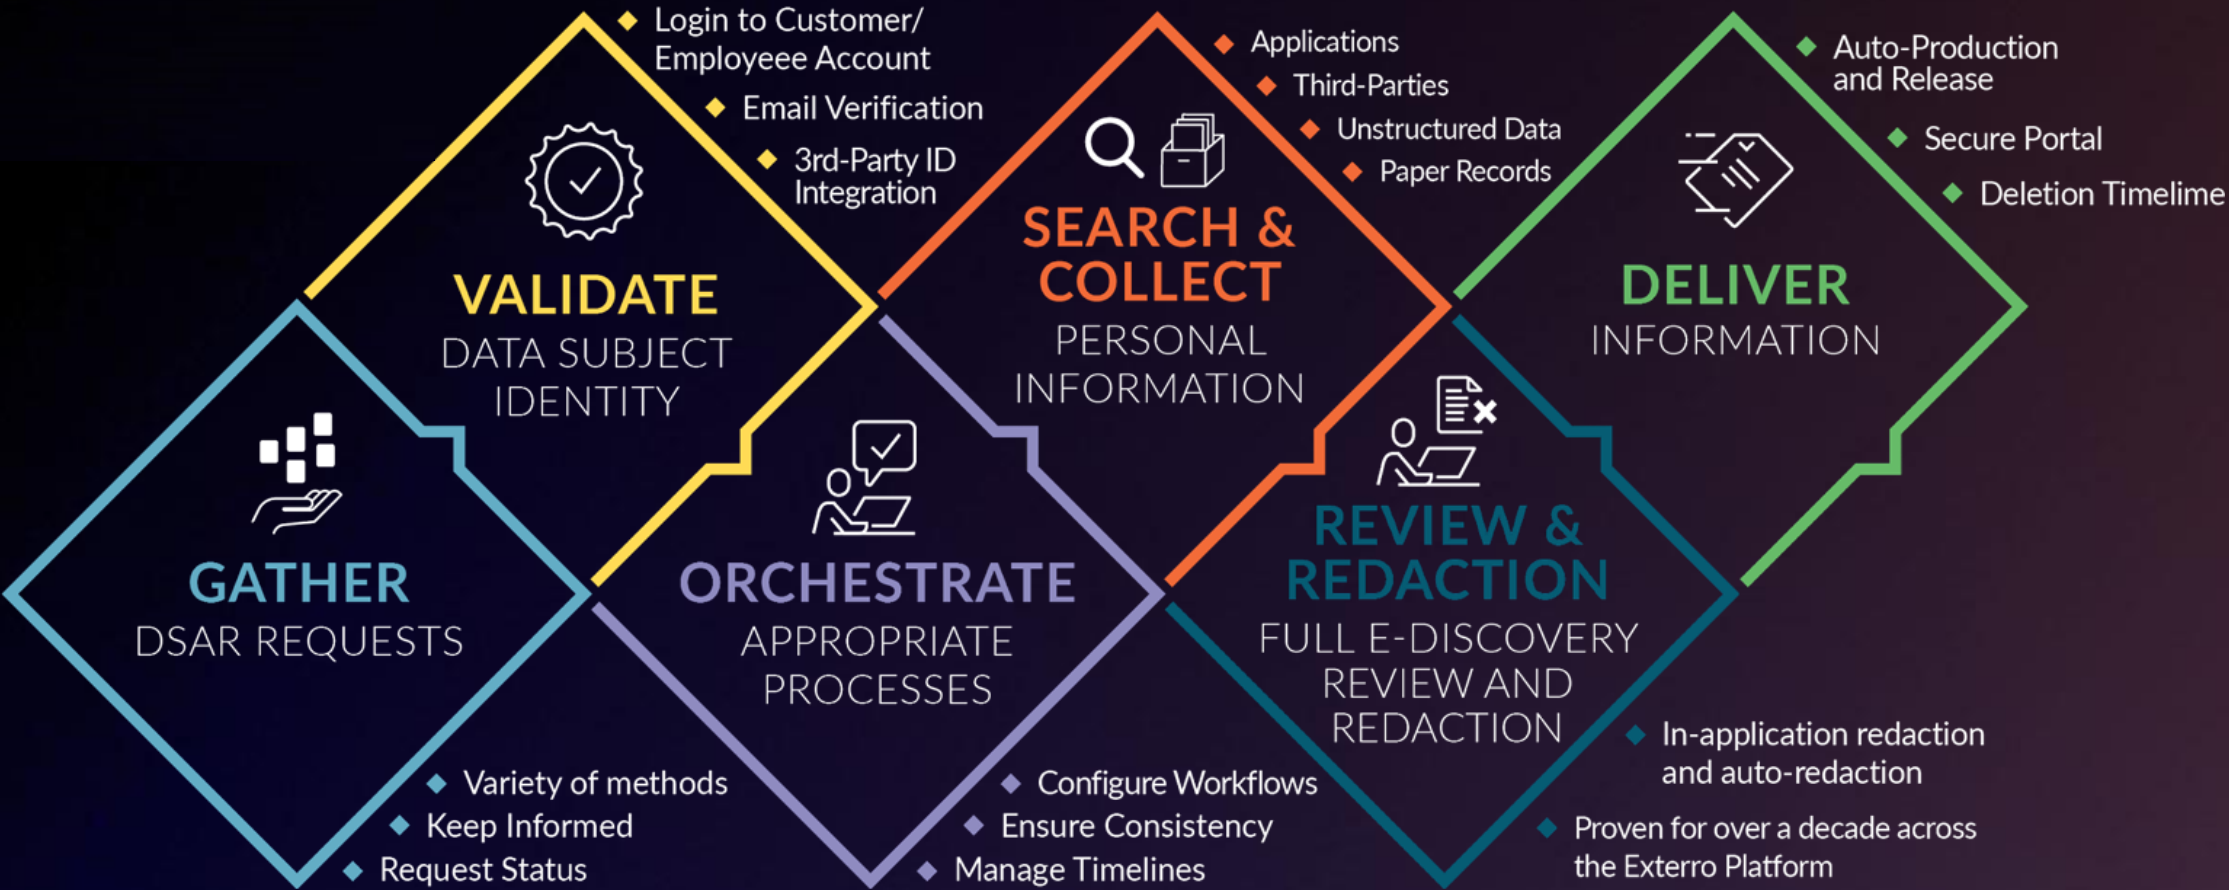 GATHER
DSAR REQUESTS
Variety of methods
Keep Informed
Request Status
VALIDATE
DATA SUBJECT
IDENTITY
Login to Customer/
Employeee Account
Email Verification
3rd-Party ID
Integration
ORCHESTRATE
APPROPRIATE
PROCESSES
Configure Workflows
Ensure Consistency
Manage Timelines
SEARCH &
COLLECT
PERSONAL
INFORMATION
Applications
Third-Parties
Unstructured Data
Paper Records
REVIEW &
REDACTION
FULL E-DISCOVERY
REVIEW AND
REDACTION
In-application redaction
and auto-redaction
Proven for over a decade across
the Exterro Platform
DELIVER
INFORMATION
Auto-Production
and Release
Secure Portal
Deletion Timelime